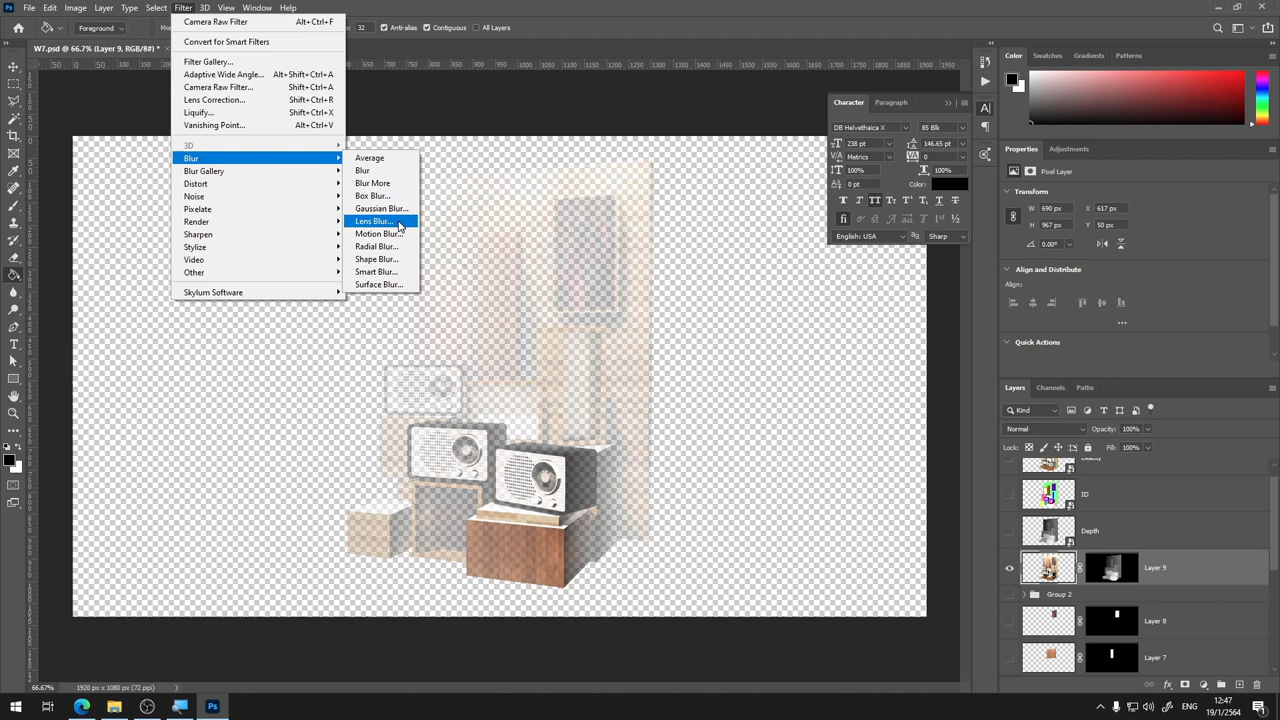 File Edit Image Layer Type Select Filter 3D View Window Help
Foreground 32 Anti-alias Contiguous All Layers
W7.psd @ 66.7% (Layer 9, RGB/8#) *
Camera Raw Filter Alt+Ctrl+F
Convert for Smart Filters
Filter Gallery...
Adaptive Wide Angle... Alt+Shift+Ctrl+A
Camera Raw Filter... Shift+Ctrl+A
Lens Correction... Shift+Ctrl+R
Liquify... Shift+Ctrl+X
Vanishing Point... Alt+Ctrl+V
3D
Blur
Blur Gallery
Distort
Noise
Pixelate
Render
Sharpen
Stylize
Video
Other
Skylum Software
Average
Blur
Blur More
Box Blur...
Gaussian Blur...
Lens Blur...
Motion Blur...
Radial Blur...
Shape Blur...
Smart Blur...
Surface Blur...
Character Paragraph
DB Helvethaica X 85 Blk
238 pt 146.65 pt
Metrics 0
100% 100%
0 pt Color:
English: USA Sharp
Color Swatches Gradients Patterns
Properties Adjustments
Pixel Layer
Transform
W 690 px X 617 px
H 967 px Y 50 px
0.00°
Align and Distribute
Align:
Quick Actions
Layers Channels Paths
Kind
Normal Opacity: 100%
Lock: Fill: 100%
ID
Depth
Layer 9
Group 2
Layer 8
Layer 7
66.67% 1920 px x 1080 px (72 ppi)
ENG 12:47
19/1/2564